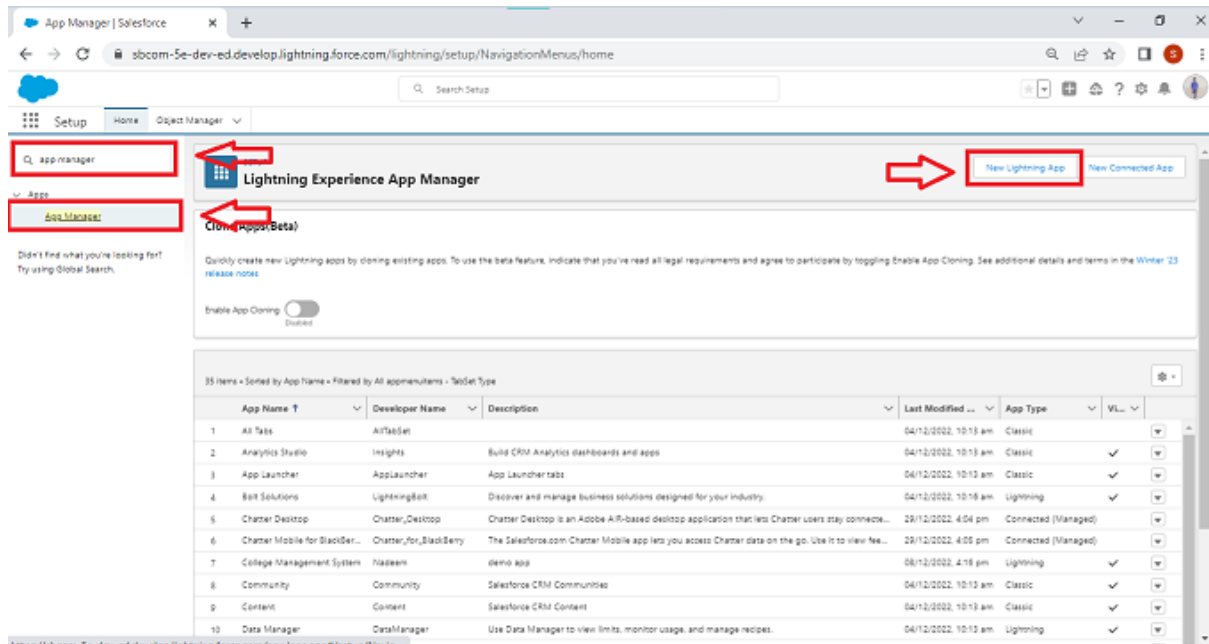 App Manager | Salesforce
sbcom-5e-dev-ed.develop.lightning.force.com/lightning/setup/NavigationMenus/home
S
Search Setup
Setup
Home
Object Manager
app manager
Apps
App Manager
Didn't find what you're looking for?
Try using Global Search.
Lightning Experience App Manager
New Lightning App
New Connected App
Apps(Beta)
Quickly create new Lightning apps by cloning existing apps. To use the beta feature, indicate that you've read all legal requirements and agree to participate by toggling Enable App Cloning. See additional details and terms in the Winter '23
release notes
Enable App Cloning
Disabled
35 items • Sorted by App Name • Filtered by All appmenuitems - TabSet Type
App Name ↑ Developer Name Description Last Modified ... App Type Vi...
1 All Tabs AllTabSet 04/12/2022, 10:13 am Classic
2 Analytics Studio Insights Build CRM Analytics dashboards and apps 04/12/2022, 10:13 am Classic
3 App Launcher AppLauncher App Launcher tabs 04/12/2022, 10:13 am Classic
4 Bolt Solutions LightningBolt Discover and manage business solutions designed for your industry. 04/12/2022, 10:16 am Lightning
5 Chatter Desktop Chatter_Desktop Chatter Desktop is an Adobe AIR-based desktop application that lets Chatter users stay connecte... 29/12/2022, 4:04 pm Connected (Managed)
6 Chatter Mobile for BlackBer... Chatter_for_BlackBerry The Salesforce.com Chatter Mobile app lets you access Chatter data on the go. Use it to view fee... 29/12/2022, 4:05 pm Connected (Managed)
7 College Management System Nadeem demo app 08/12/2022, 4:16 pm Lightning
8 Community Community Salesforce CRM Communities 04/12/2022, 10:13 am Classic
9 Content Content Salesforce CRM Content 04/12/2022, 10:13 am Classic
10 Data Manager DataManager Use Data Manager to view limits, monitor usage, and manage recipes. 04/12/2022, 10:13 am Lightning